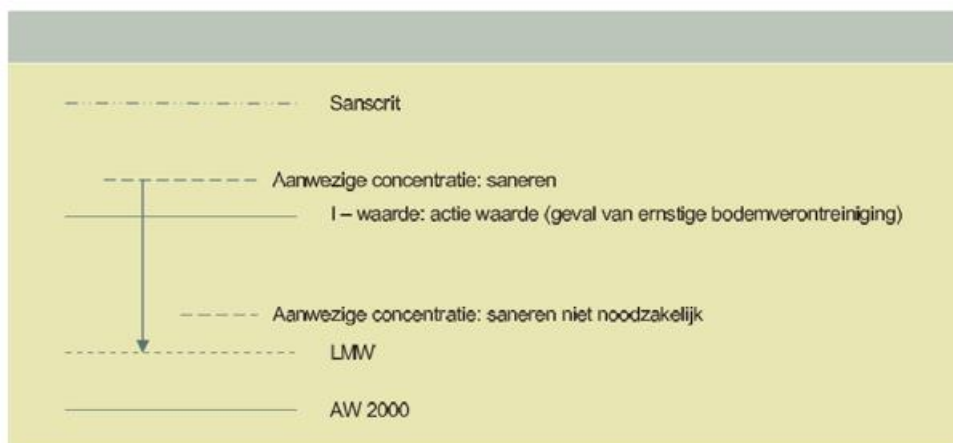 Sanscrit
Aanwezige concentratie: saneren
I – waarde: actie waarde (geval van ernstige bodemverontreiniging)
Aanwezige concentratie: saneren niet noodzakelijk
LMW
AW 2000